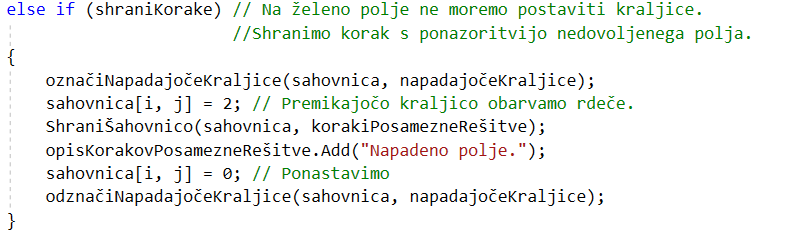 else if (shraniKorake) // Na želeno polje ne moremo postaviti kraljice.
//Shranimo korak s ponazoritvijo nedovoljenega polja.
{
označiNapadajočeKraljice(sahovnica, napadajočeKraljice);
sahovnica[i, j] = 2; // Premikajočo kraljico obarvamo rdeče.
ShraniŠahovnico(sahovnica, korakiPosamezneRešitve);
opisKorakovPosamezneRešitve.Add("Napadeno polje.");
sahovnica[i, j] = 0; // Ponastavimo
odznačiNapadajočeKraljice(sahovnica, napadajočeKraljice);
}